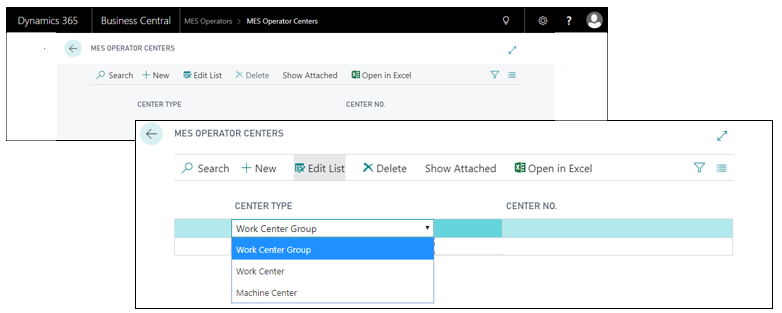 Dynamics 365 Business Central MES Operators > MES Operator Centers ?
MES OPERATOR CENTERS
Search + New Edit List Delete Show Attached Open in Excel
CENTER TYPE CENTER NO.
MES OPERATOR CENTERS
Search + New Edit List Delete Show Attached Open in Excel
CENTER TYPE CENTER NO.
Work Center Group
Work Center Group
Work Center
Machine Center